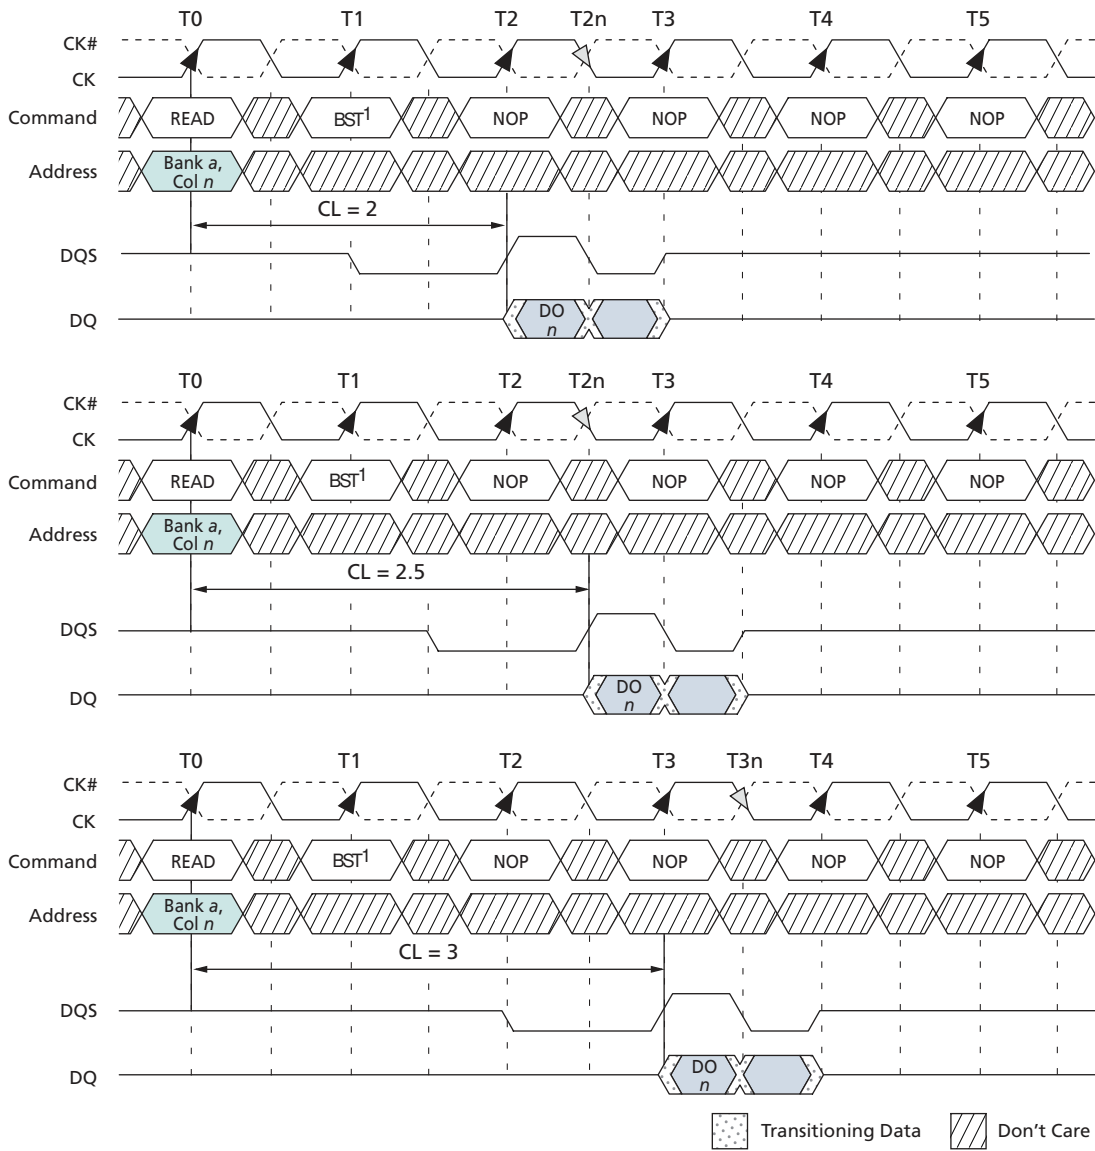 T0 T1 T2 T2n T3 T4 T5
CK#
CK
Command READ BST1 NOP NOP NOP NOP
Address Bank a,
Col n
CL = 2
DQS
DQ DO
n
T0 T1 T2 T2n T3 T4 T5
CK#
CK
Command READ BST1 NOP NOP NOP NOP
Address Bank a,
Col n
CL = 2.5
DQS
DQ DO
n
T0 T1 T2 T3 T3n T4 T5
CK#
CK
Command READ BST1 NOP NOP NOP NOP
Address Bank a,
Col n
CL = 3
DQS
DQ DO
n
Transitioning Data Don't Care